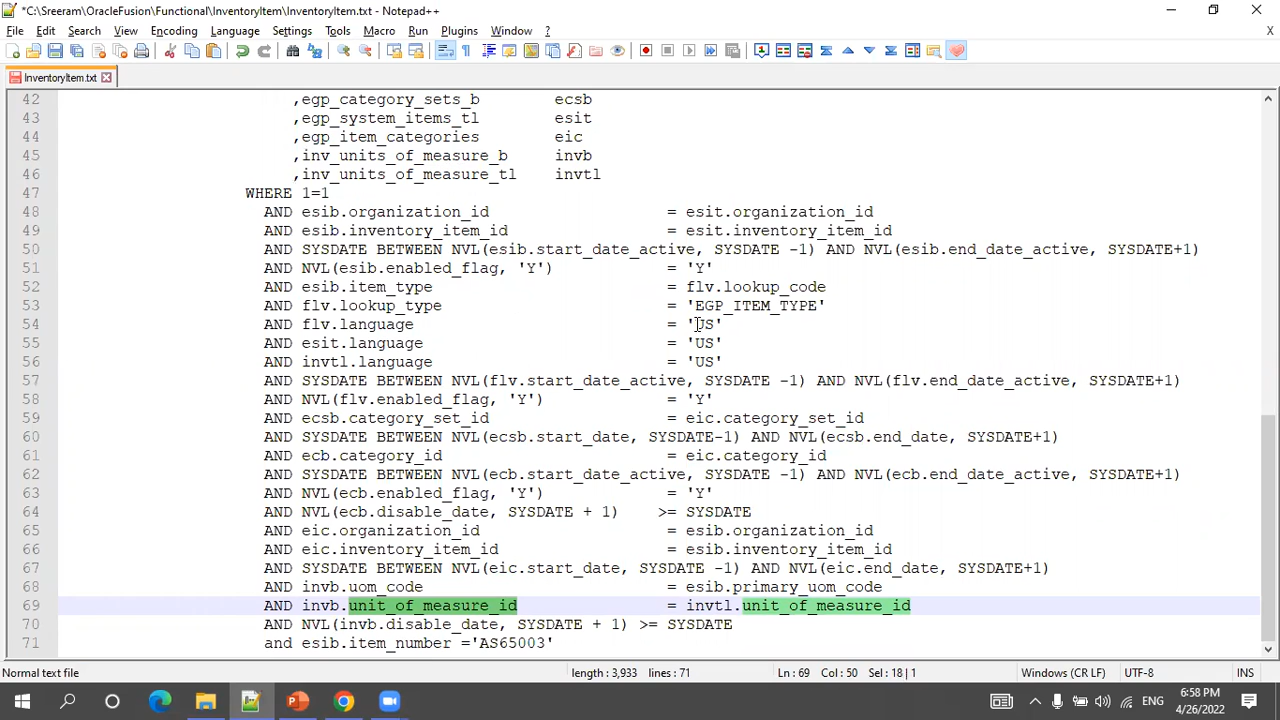 *C:\Sreeram\OracleFusion\Functional\InventoryItem\InventoryItem.txt - Notepad++
File Edit Search View Encoding Language Settings Tools Macro Run Plugins Window ? X
InventoryItem.txt
42 ,egp_category_sets_b ecsb
43 ,egp_system_items_tl esit
44 ,egp_item_categories eic
45 ,inv_units_of_measure_b invb
46 ,inv_units_of_measure_tl invtl
47 WHERE 1=1
48 AND esib.organization_id = esit.organization_id
49 AND esib.inventory_item_id = esit.inventory_item_id
50 AND SYSDATE BETWEEN NVL(esib.start_date_active, SYSDATE -1) AND NVL(esib.end_date_active, SYSDATE+1)
51 AND NVL(esib.enabled_flag, 'Y') = 'Y'
52 AND esib.item_type = flv.lookup_code
53 AND flv.lookup_type = 'EGP_ITEM_TYPE'
54 AND flv.language = 'US'
55 AND esit.language = 'US'
56 AND invtl.language = 'US'
57 AND SYSDATE BETWEEN NVL(flv.start_date_active, SYSDATE -1) AND NVL(flv.end_date_active, SYSDATE+1)
58 AND NVL(flv.enabled_flag, 'Y') = 'Y'
59 AND ecsb.category_set_id = eic.category_set_id
60 AND SYSDATE BETWEEN NVL(ecsb.start_date, SYSDATE-1) AND NVL(ecsb.end_date, SYSDATE+1)
61 AND ecb.category_id = eic.category_id
62 AND SYSDATE BETWEEN NVL(ecb.start_date_active, SYSDATE -1) AND NVL(ecb.end_date_active, SYSDATE+1)
63 AND NVL(ecb.enabled_flag, 'Y') = 'Y'
64 AND NVL(ecb.disable_date, SYSDATE + 1) >= SYSDATE
65 AND eic.organization_id = esib.organization_id
66 AND eic.inventory_item_id = esib.inventory_item_id
67 AND SYSDATE BETWEEN NVL(eic.start_date, SYSDATE -1) AND NVL(eic.end_date, SYSDATE+1)
68 AND invb.uom_code = esib.primary_uom_code
69 AND invb.unit_of_measure_id = invtl.unit_of_measure_id
70 AND NVL(invb.disable_date, SYSDATE + 1) >= SYSDATE
71 and esib.item_number ='AS65003'
Normal text file length : 3,933 lines : 71 Ln : 69 Col : 50 Sel : 18 | 1 Windows (CR LF) UTF-8 INS
ENG 6:58 PM
4/26/2022